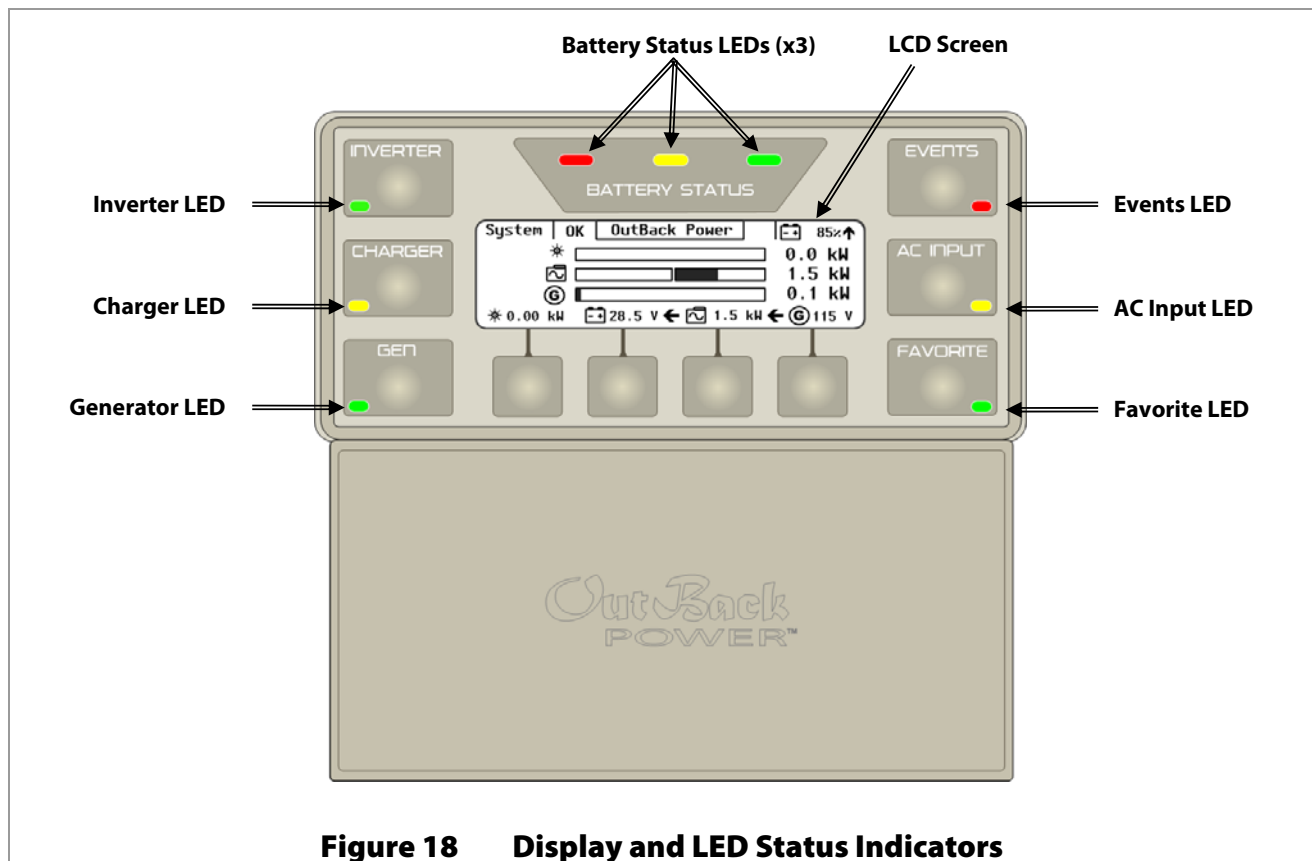 Battery Status LEDs (x3) LCD Screen
INVERTER
BATTERY STATUS
EVENTS
Inverter LED
Events LED
System OK OutBack Power 85%
0.0 kW
CHARGER
AC INPUT
1.5 kW
Charger LED
AC Input LED
G 0.1 kW
0.00 kW 28.5 V 1.5 kW G 115 V
GEN
FAVORITE
Generator LED
Favorite LED
OutBack
POWER™
Figure 18 Display and LED Status Indicators